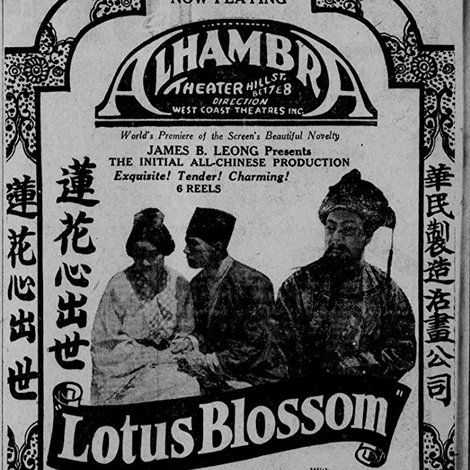 NOW PLAYING
ALHAMBRA
THEATER HILL ST.
BET 7 & 8
DIRECTION
WEST COAST THEATRES INC.
World's Premiere of the Screen's Beautiful Novelty
JAMES B. LEONG Presents
THE INITIAL ALL-CHINESE PRODUCTION
Exquisite! Tender! Charming!
6 REELS
蓮花心出世
蓮花心出世
華民製造活畫公司
"Lotus Blossom"